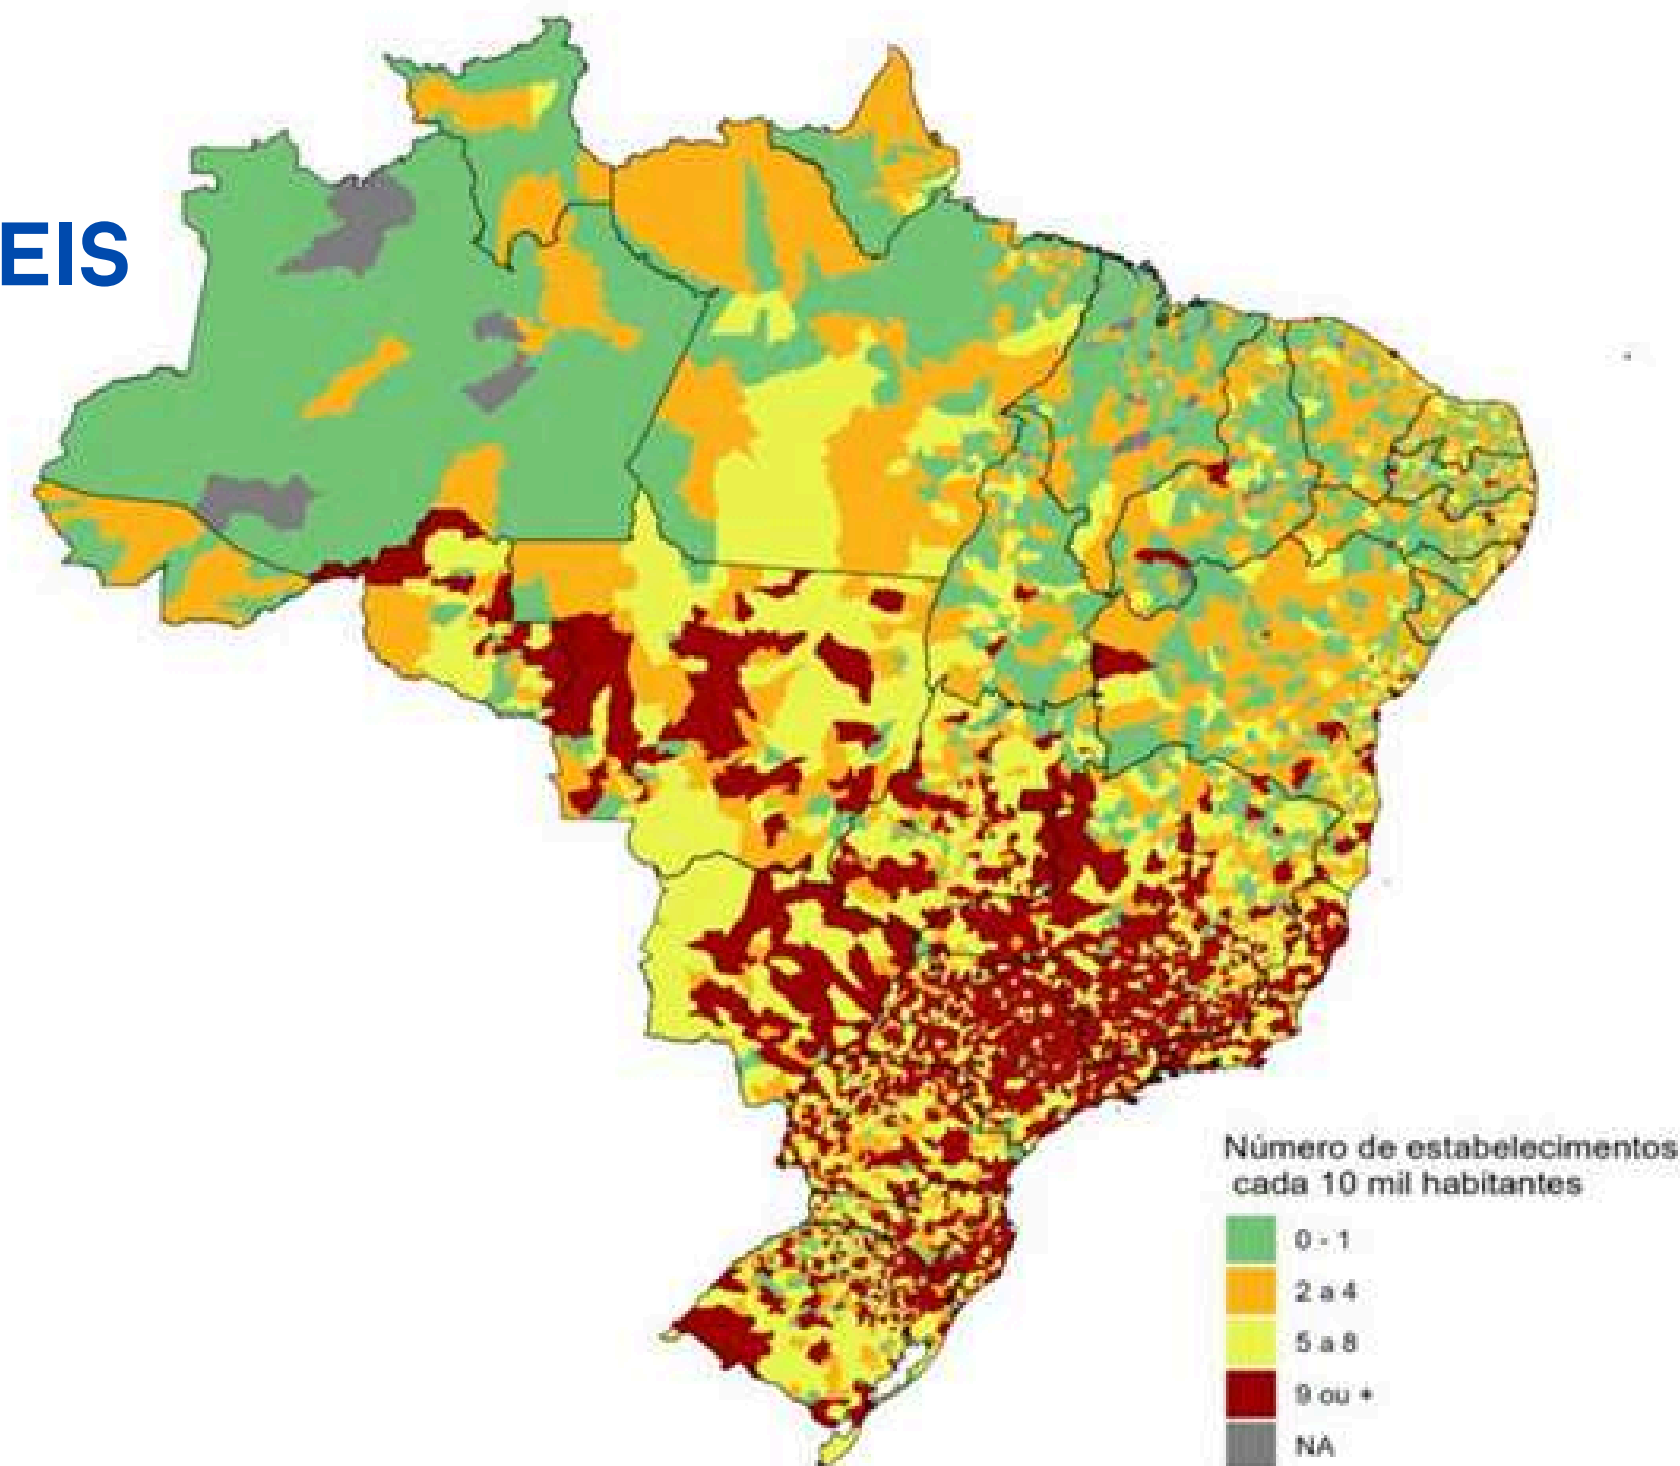 EIS
Número de estabelecimentos
cada 10 mil habitantes
0 - 1
2 a 4
5 a 8
9 ou +
NA